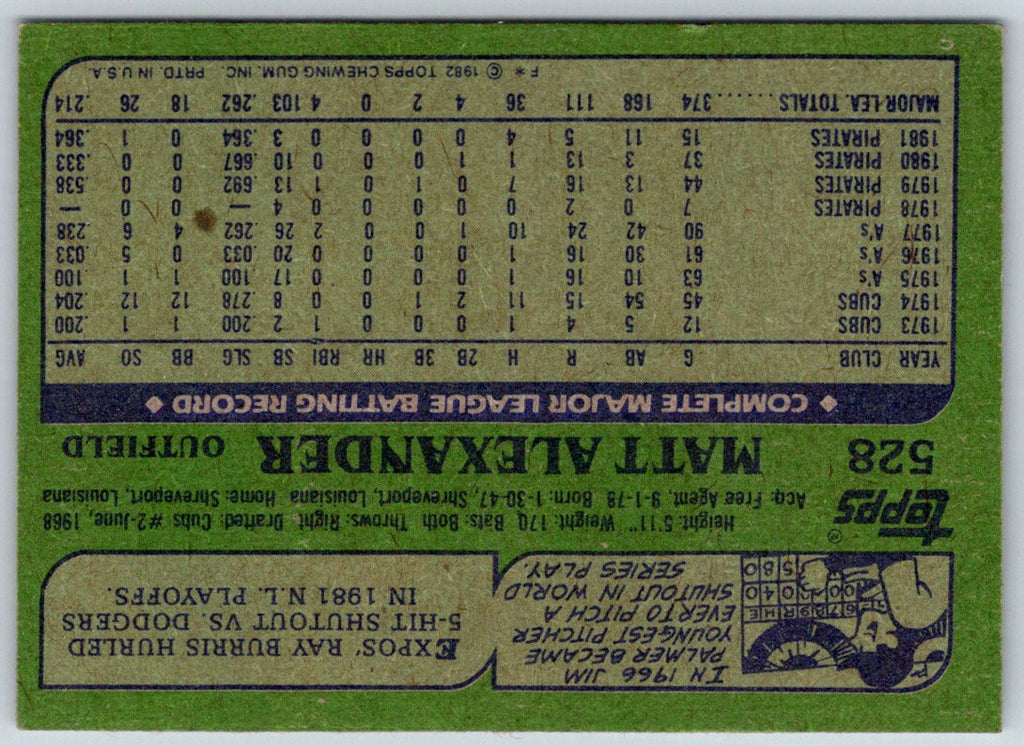 IN 1966 JIM
PALMER BECAME
YOUNGEST PITCHER
EVER TO PITCH A
SHUTOUT IN WORLD
SERIES PLAY.
6 7 8 9 R H E
0 4 0
5 8 0
EXPOS' RAY BURRIS HURLED
5-HIT SHUTOUT VS. DODGERS
IN 1981 N.L. PLAYOFFS.
topps®
Height: 5'11" Weight: 170 Bats: Both Throws: Right Drafted: Cubs #2-June, 1968
Acq: Free Agent, 9-1-78 Born: 1-30-47, Shreveport, Louisiana Home: Shreveport, Louisiana
528 MATT ALEXANDER OUTFIELD
◆ COMPLETE MAJOR LEAGUE BATTING RECORD ◆
YEAR CLUB G AB R H 2B 3B HR RBI SB SLG BB SO AVG
1973 CUBS 12 5 4 1 0 0 0 1 2 .200 1 1 .200
1974 CUBS 45 54 15 11 2 1 0 0 8 .278 12 12 .204
1975 A's 63 10 16 1 0 0 0 0 17 .100 1 1 .100
1976 A's 61 30 16 1 0 0 0 0 20 .033 0 5 .033
1977 A's 90 42 24 10 1 0 0 2 26 .262 4 6 .238
1978 PIRATES 7 0 2 0 0 0 0 0 4 — 0 0 —
1979 PIRATES 44 13 16 7 0 1 0 1 13 .692 0 0 .538
1980 PIRATES 37 3 13 1 1 0 0 0 10 .667 0 0 .333
1981 PIRATES 15 11 5 4 0 0 0 0 3 .364 0 1 .364
MAJOR LEA. TOTALS...... 374 168 111 36 4 2 0 4 103 .262 18 26 .214
F* © 1982 TOPPS CHEWING GUM, INC. PRTD. IN U.S.A.